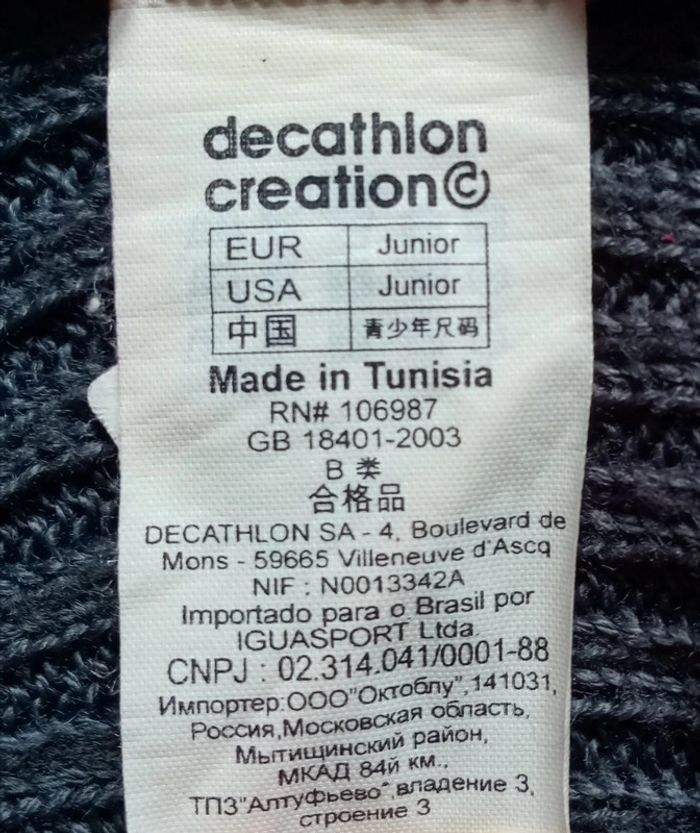 decathlon
creation©
EUR Junior
USA Junior
中国 青少年尺码
Made in Tunisia
RN# 106987
GB 18401-2003
B 类
合格品
DECATHLON SA - 4, Boulevard de
Mons - 59665 Villeneuve d'Ascq
NIF : N0013342A
Importado para o Brasil por
IGUASPORT Ltda.
CNPJ : 02.314.041/0001-88
Импортер:ООО"Октоблу",141031,
Россия,Московская область,
Мытищинский район,
МКАД 84й км.,
ТПЗ"Алтуфьево" владение 3,
строение 3